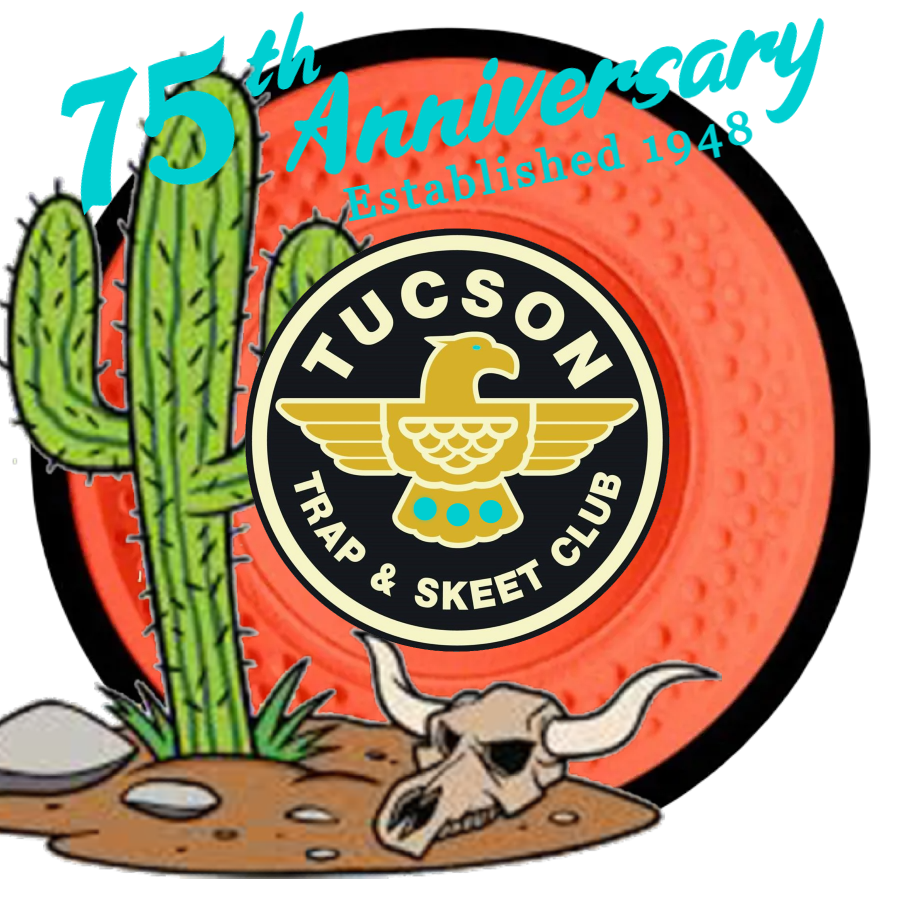 75th Anniversary
Established 1948
TUCSON
TRAP & SKEET CLUB